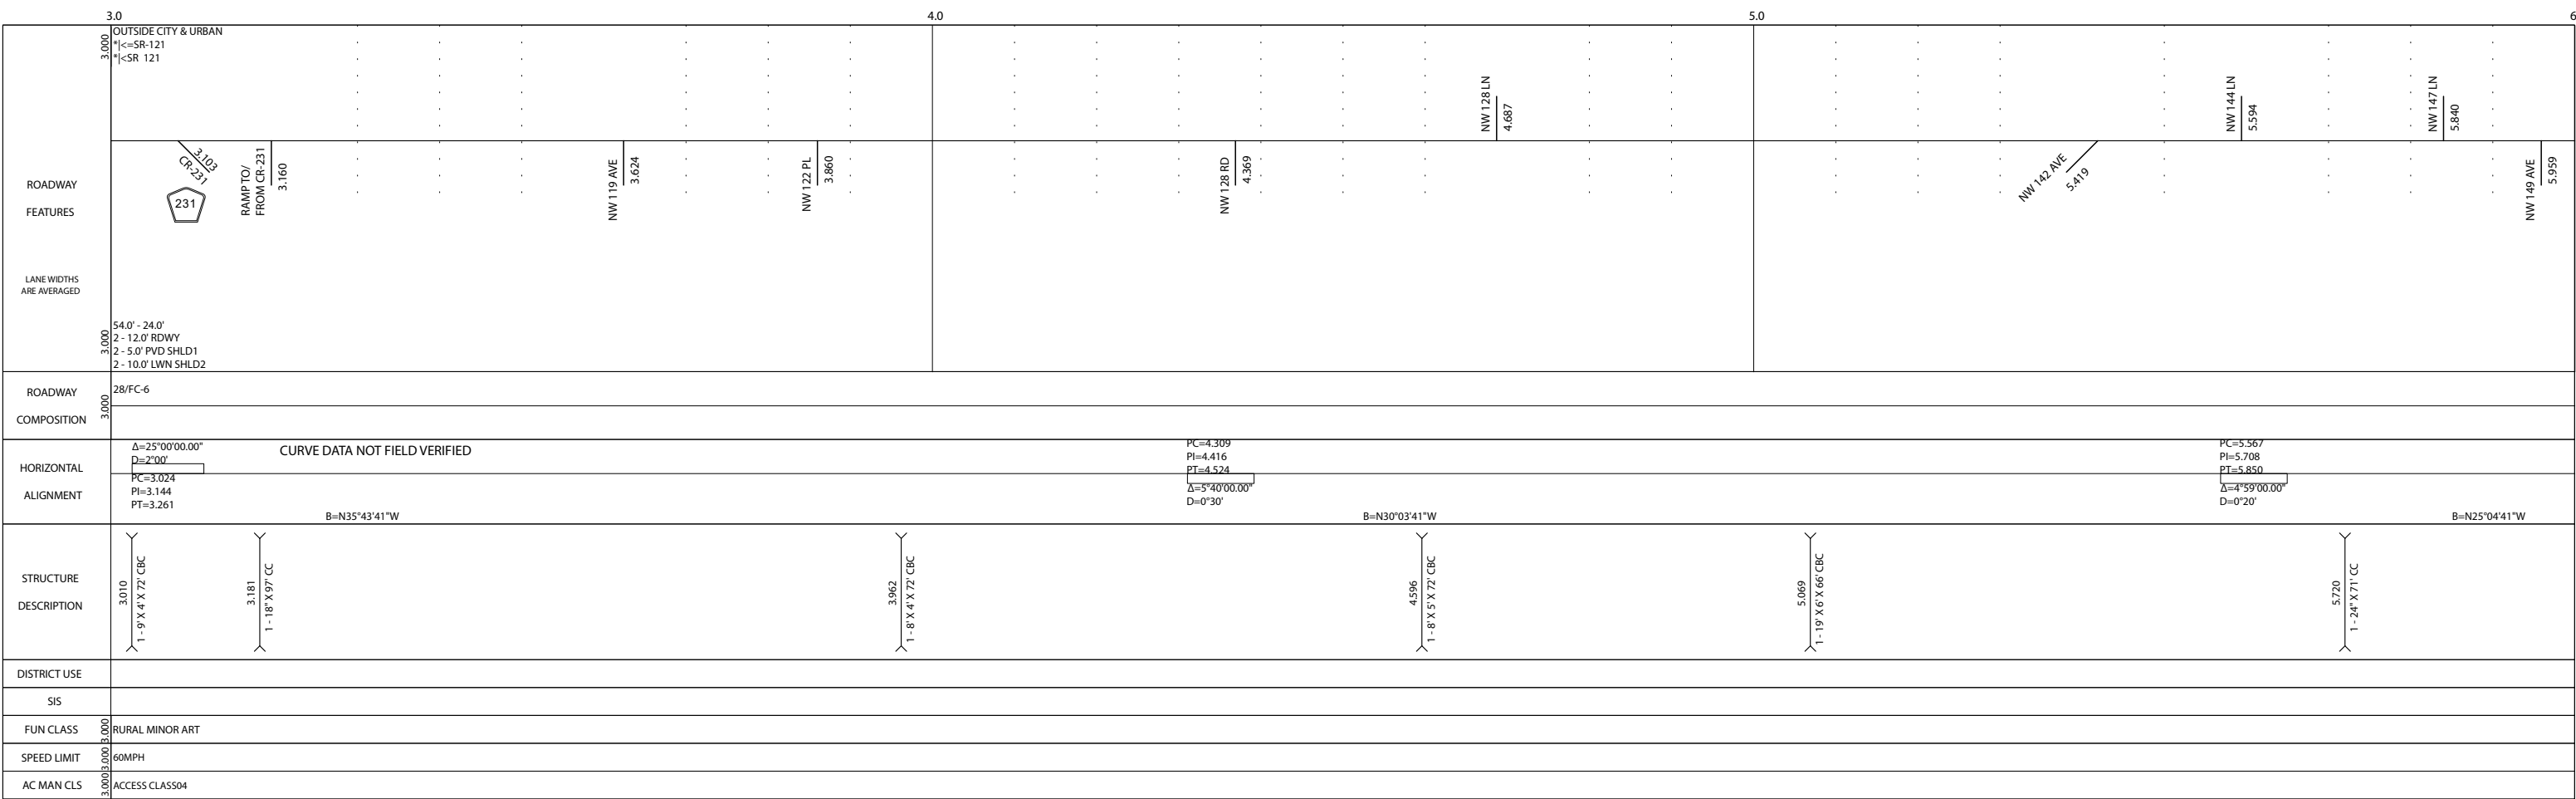 3.0
4.0
5.0
6
3.000
OUTSIDE CITY & URBAN
*|<=SR-121
*|<SR 121
ROADWAY
FEATURES
LANE WIDTHS
ARE AVERAGED
3.103
CR-231
231
RAMP TO/
FROM CR-231
3.160
NW 119 AVE
3.624
NW 122 PL
3.860
NW 128 RD
4.369
NW 128 LN
4.687
NW 142 AVE
5.419
NW 144 LN
5.594
NW 147 LN
5.840
NW 149 AVE
5.959
3.000
54.0' - 24.0'
2 - 12.0' RDWY
2 - 5.0' PVD SHLD1
2 - 10.0' LWN SHLD2
ROADWAY
COMPOSITION
3.000
28/FC-6
HORIZONTAL
ALIGNMENT
Δ=25°00'00.00"
D=2°00'
PC=3.024
PI=3.144
PT=3.261
CURVE DATA NOT FIELD VERIFIED
B=N35°43'41"W
PC=4.309
PI=4.416
PT=4.524
Δ=5°40'00.00"
D=0°30'
B=N30°03'41"W
PC=5.567
PI=5.708
PT=5.850
Δ=4°59'00.00"
D=0°20'
B=N25°04'41"W
STRUCTURE
DESCRIPTION
3.010
1 - 9' X 4' X 72' CBC
3.181
1 - 18" X 97' CC
3.962
1 - 8' X 4' X 72' CBC
4.596
1 - 8' X 5' X 72' CBC
5.069
1 - 19' X 6' X 66' CBC
5.720
1 - 24" X 71' CC
DISTRICT USE
SIS
FUN CLASS
3.000
RURAL MINOR ART
SPEED LIMIT
3.000
60MPH
AC MAN CLS
3.000
ACCESS CLASS04